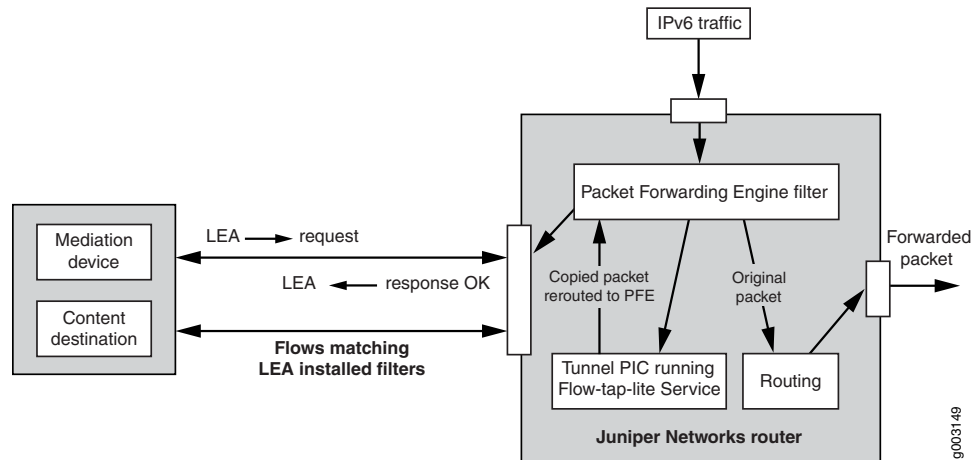 IPv6 traffic
Packet Forwarding Engine filter
Mediation
device
LEA request
LEA response OK
Content
destination
Flows matching
LEA installed filters
Copied packet
rerouted to PFE
Original
packet
Forwarded
packet
Tunnel PIC running
Flow-tap-lite Service
Routing
Juniper Networks router
g003149